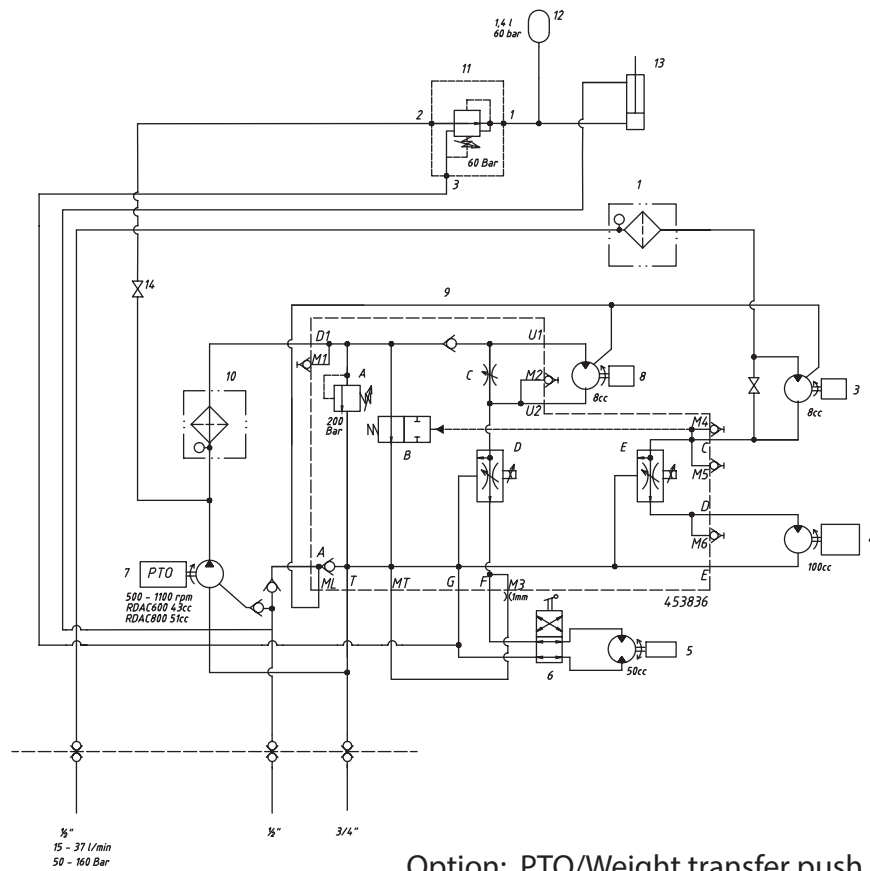 1,4 l
60 bar
12
11
13
2
1
60 Bar
3
1
14
9
D1
U1
M1
A
C
M2
8
8cc
U2
10
200
Bar
B
D
E
M4
C
M5
3
8cc
D
M6
100cc
7
PTO
500 - 1100 rpm
RDAC600 43cc
RDAC800 51cc
A
ML
T
MT
G
F
M3
1mm
E
453836
6
5
50cc
½"
15 - 37 l/min
50 - 160 Bar
½"
3/4"
Option: PTO/Weight transfer push